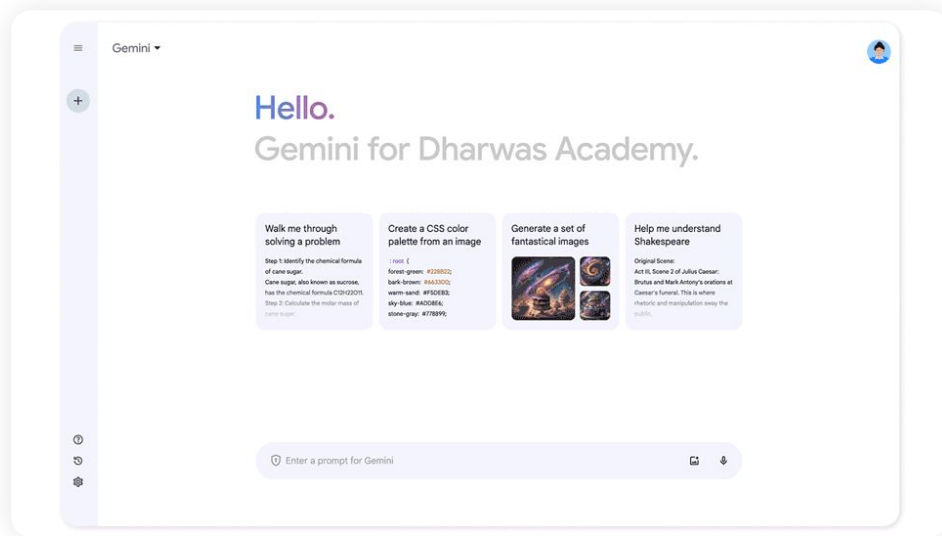 Gemini
Hello.
Gemini for Dharwas Academy.
Walk me through
solving a problem
Step 1: Identify the chemical formula
of cane sugar.
Cane sugar, also known as sucrose,
has the chemical formula C12H22O11.
Step 2: Calculate the molar mass of
cane sugar.
Create a CSS color
palette from an image
:root {
forest-green: #228B22;
bark-brown: #A63300;
warm-sand: #F5DEB3;
sky-blue: #ADD8E6;
stone-gray: #778899;
Generate a set of
fantastical images
Help me understand
Shakespeare
Original Scene:
Act III, Scene 2 of Julius Caesar:
Brutus and Mark Antony's orations at
Caesar's funeral. This is where
rhetoric and manipulation sway the
public.
Enter a prompt for Gemini